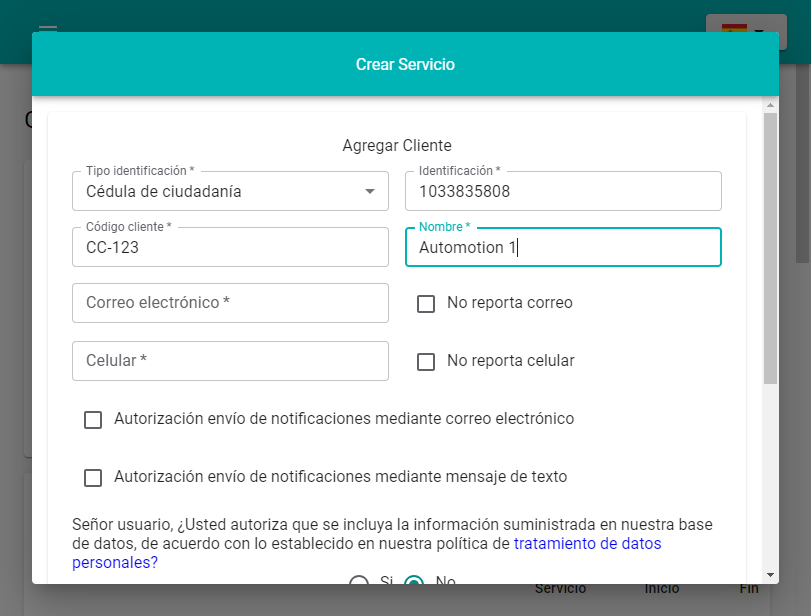 Crear Servicio
Agregar Cliente
Tipo identificación *
Cédula de ciudadanía
Identificación *
1033835808
Código cliente *
CC-123
Nombre *
Automotion 1
Correo electrónico *
No reporta correo
Celular *
No reporta celular
Autorización envío de notificaciones mediante correo electrónico
Autorización envío de notificaciones mediante mensaje de texto
Señor usuario, ¿Usted autoriza que se incluya la información suministrada en nuestra base
de datos, de acuerdo con lo establecido en nuestra política de tratamiento de datos
personales?
Si No
Servicio Inicio Fin